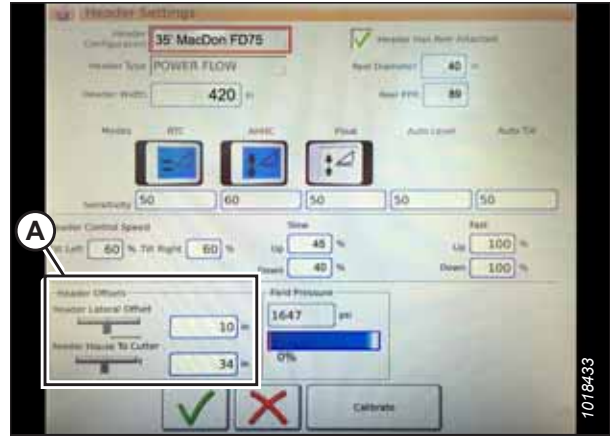 Header Settings
Header Configuration 35' MacDon FD75 Header Has Reel Attached
Header Type POWER FLOW Reel Diameter 40 in
Header Width 420 in Reel PPR 89
Modes RTC AHHC Float Auto Level Auto Tilt
Sensitivity 50 60 50 50 50
A
Header Control Speed Slow Fast
Tilt Left 60 % Tilt Right 60 % Up 45 % Up 100 %
Down 40 % Down 100 %
Header Offsets Field Pressure
Header Lateral Offset 1647 psi
10 in
Feeder House To Cutter 0%
34 in
Calibrate
1018433